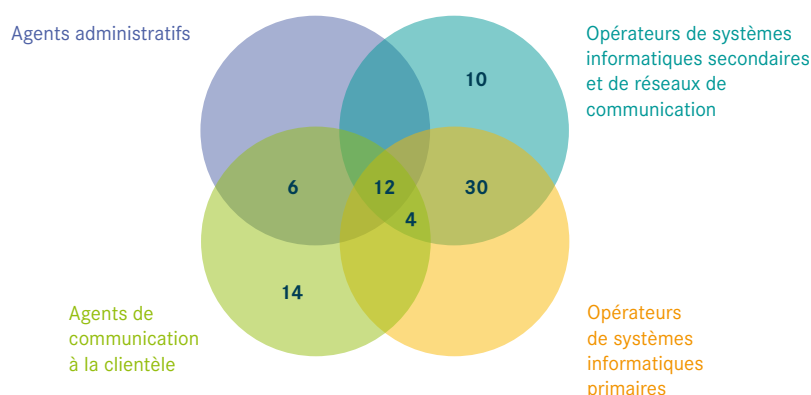 Agents administratifs
Opérateurs de systèmes
informatiques secondaires
et de réseaux de
communication
10
6
12
30
4
14
Agents de
communication
à la clientèle
Opérateurs
de systèmes
informatiques
primaires